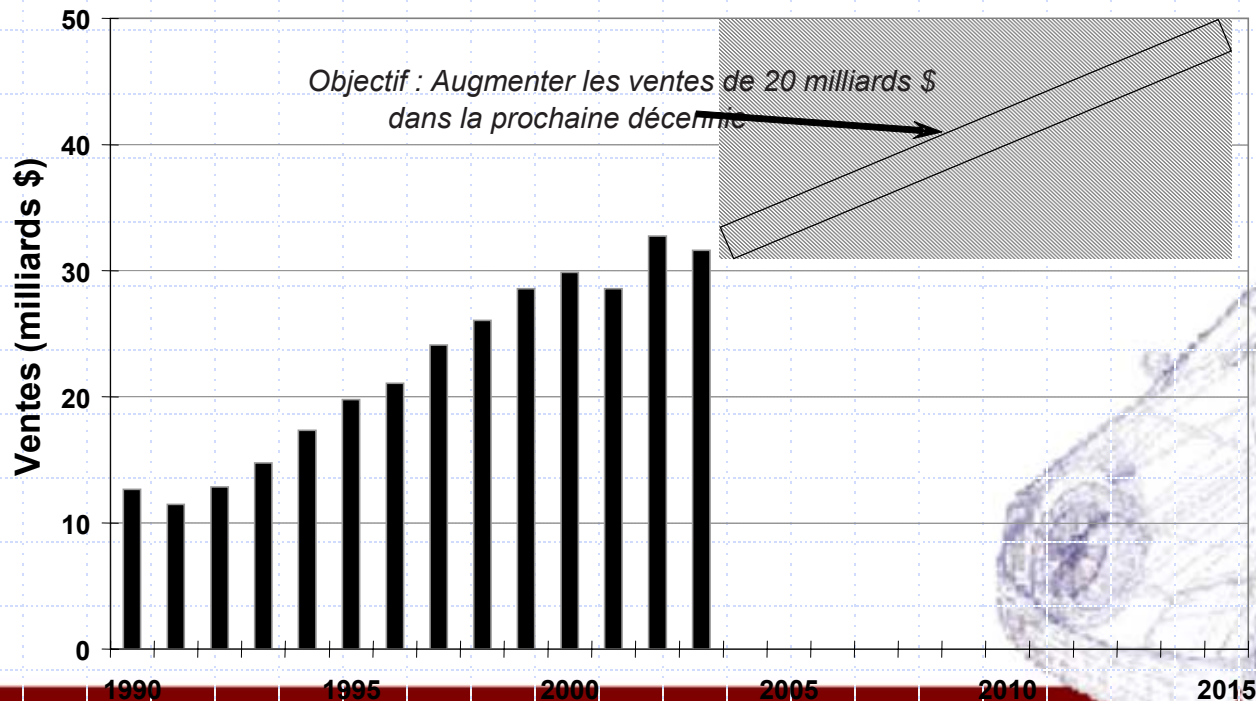 50
Objectif : Augmenter les ventes de 20 milliards $
dans la prochaine décennie
40
Ventes (milliards $)
30
20
10
0
1990 1995 2000 2005 2010 2015